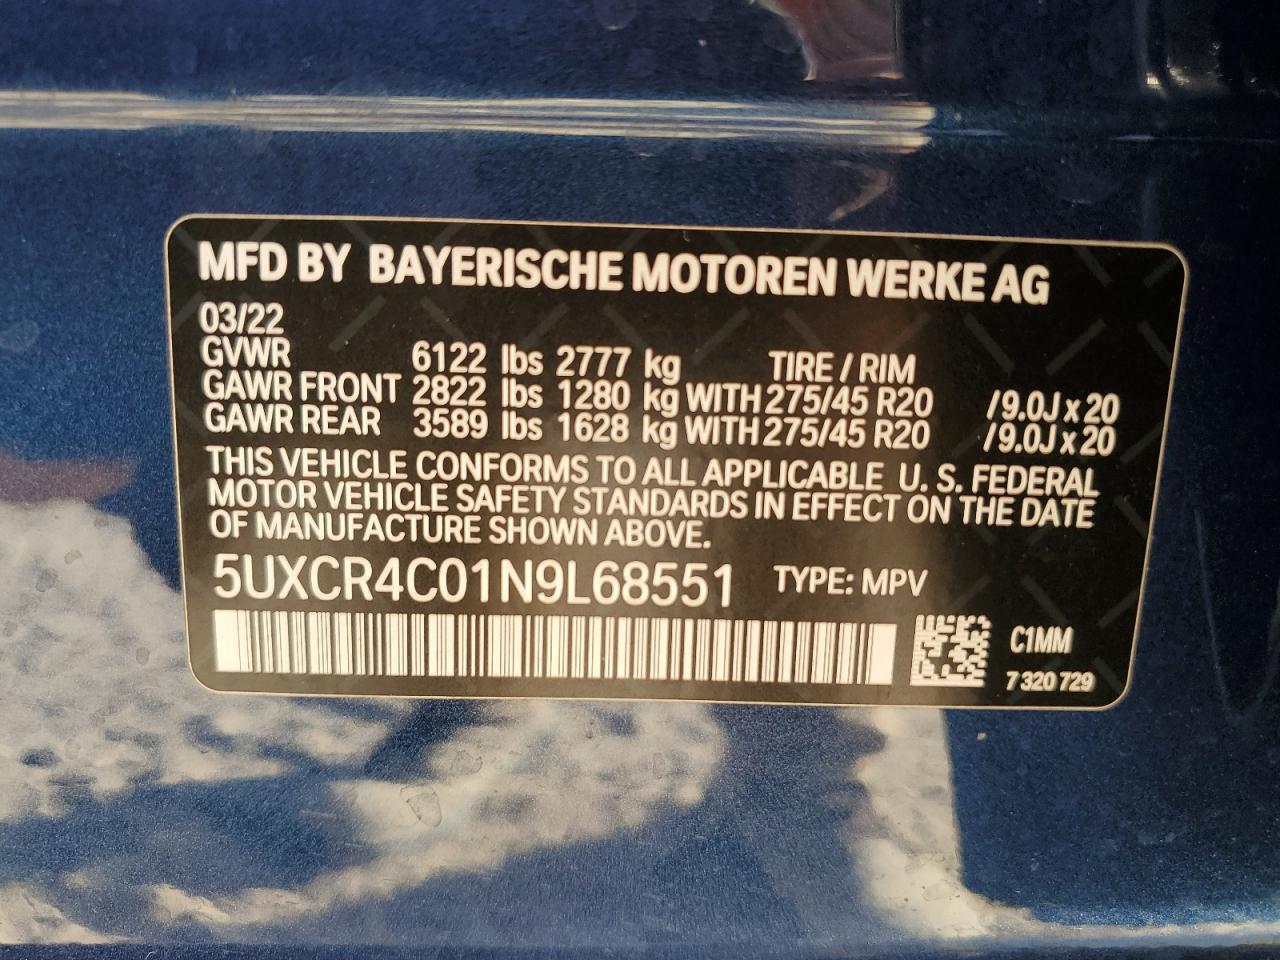 MFD BY BAYERISCHE MOTOREN WERKE AG
03/22
GVWR 6122 lbs 2777 kg TIRE / RIM
GAWR FRONT 2822 lbs 1280 kg WITH 275/45 R20 / 9.0J x 20
GAWR REAR 3589 lbs 1628 kg WITH 275/45 R20 / 9.0J x 20
THIS VEHICLE CONFORMS TO ALL APPLICABLE U. S. FEDERAL
MOTOR VEHICLE SAFETY STANDARDS IN EFFECT ON THE DATE
OF MANUFACTURE SHOWN ABOVE.
5UXCR4C01N9L68551 TYPE: MPV
C1MM
7 320 729